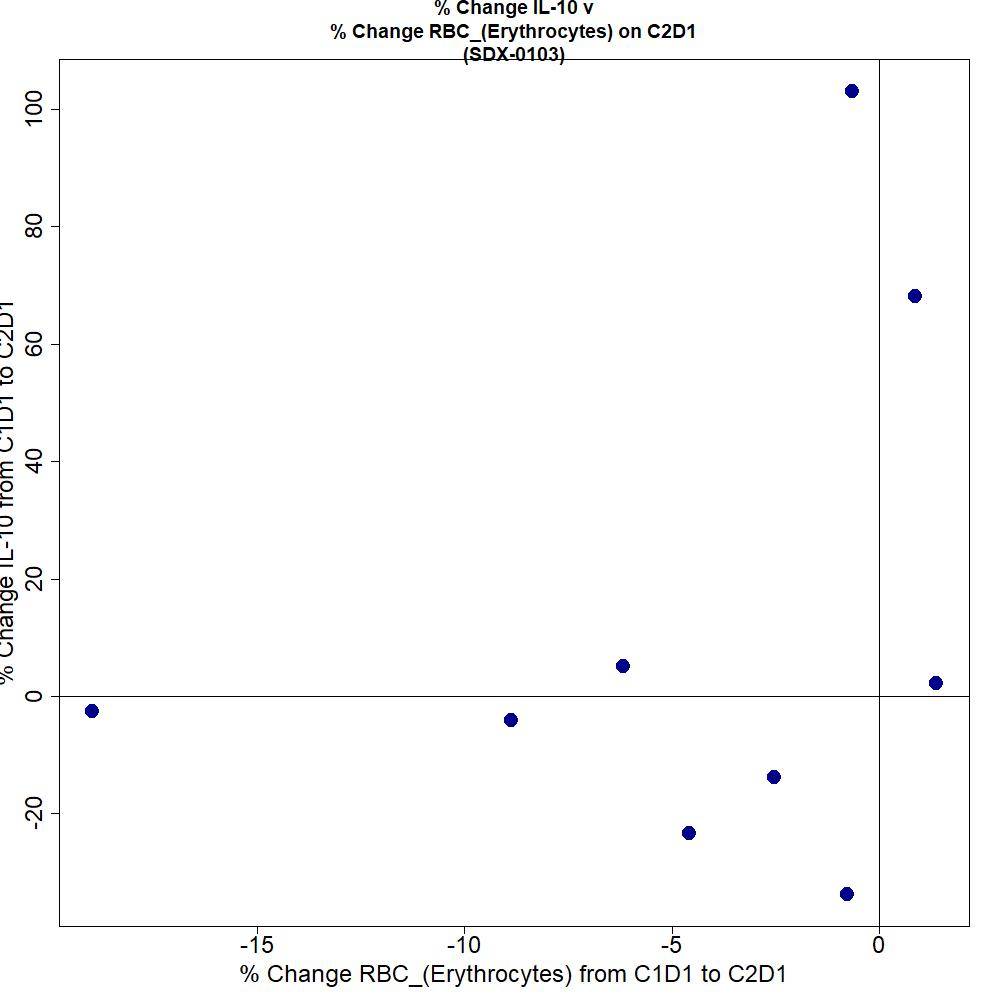 % Change IL-10 v
% Change RBC_(Erythrocytes) on C2D1
(SDX-0103)
% Change IL-10 from C1D1 to C2D1
100
80
60
40
20
0
-20
-15
-10
-5
0
% Change RBC_(Erythrocytes) from C1D1 to C2D1